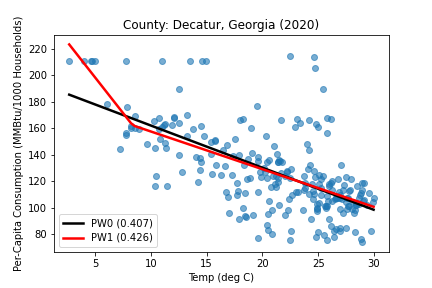 County: Decatur, Georgia (2020)
Per-Capita Consumption (MMBtu/1000 Households)
220
200
180
160
140
120
100
80
PW0 (0.407)
PW1 (0.426)
5 10 15 20 25 30
Temp (deg C)